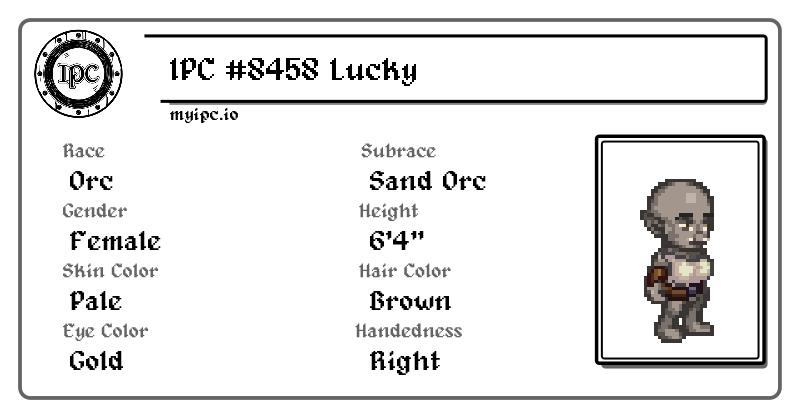 IPC
IPC #8458 Lucky
myipc.io
Race
Subrace
Orc
Sand Orc
Gender
Height
Female
6'4"
Skin Color
Hair Color
Pale
Brown
Eye Color
Handedness
Gold
Right